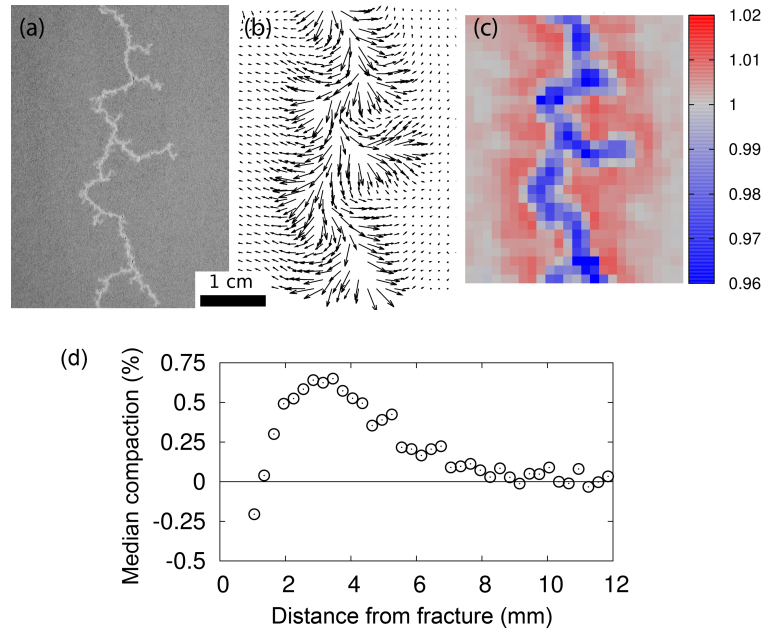 (a)
(b)
(c)
1.02
1.01
1
0.99
0.98
0.97
0.96
1 cm
(d)
Median compaction (%)
0.75
0.5
0.25
0
-0.25
-0.5
0 2 4 6 8 10 12
Distance from fracture (mm)